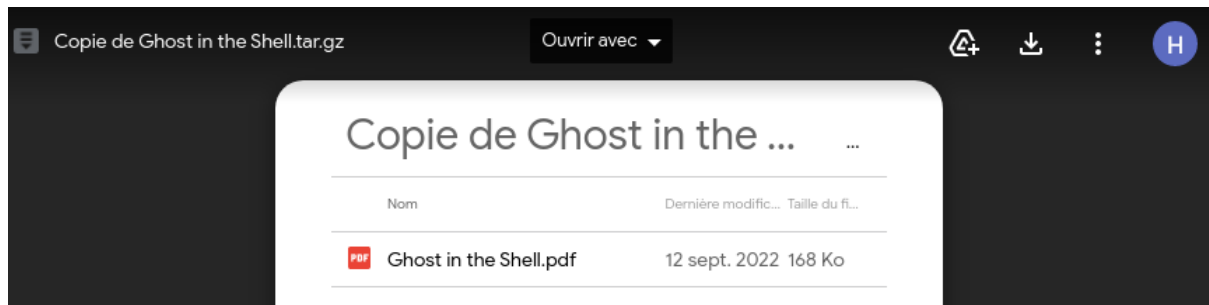 Copie de Ghost in the Shell.tar.gz
Ouvrir avec
H
Copie de Ghost in the ... ...
Nom Dernière modific... Taille du fi...
PDF Ghost in the Shell.pdf 12 sept. 2022 168 Ko